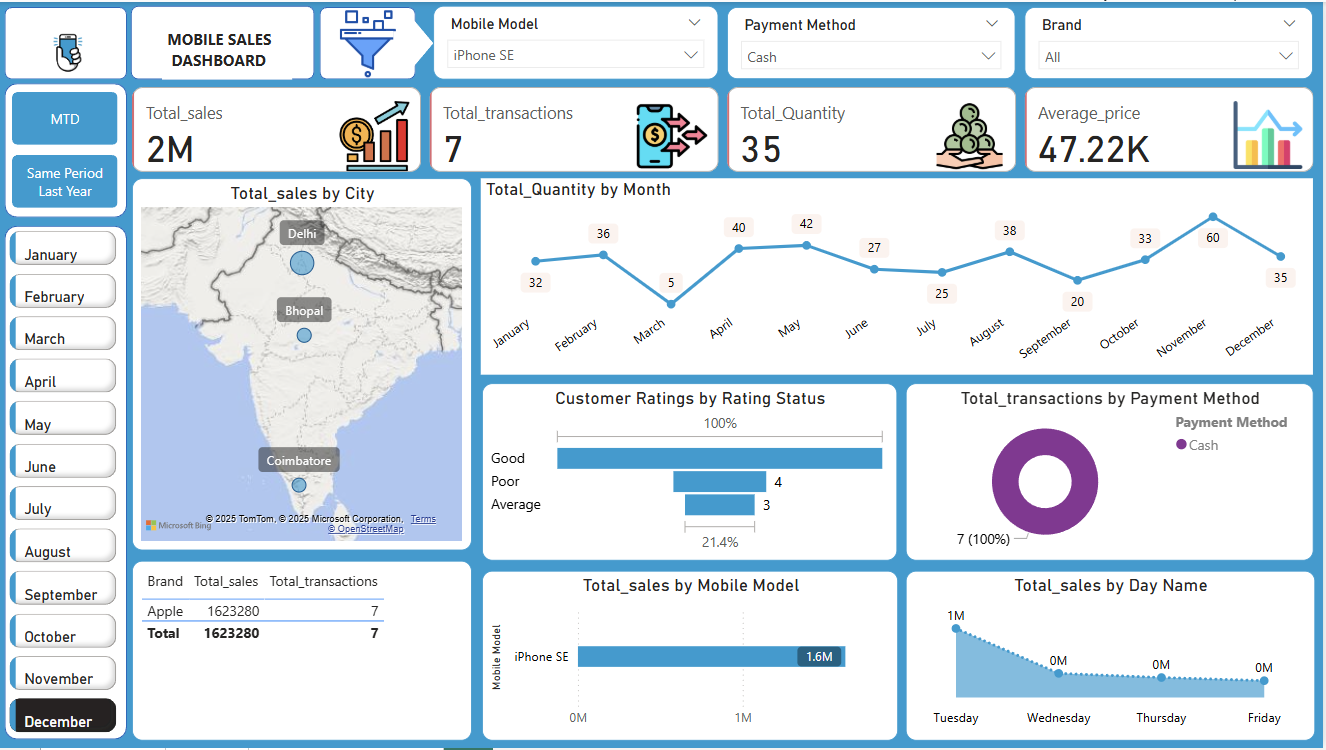 MOBILE SALES
DASHBOARD
Mobile Model
iPhone SE
Payment Method
Cash
Brand
All
MTD
Same Period
Last Year
Total_sales
2M
Total_transactions
7
Total_Quantity
35
Average_price
47.22K
January
February
March
April
May
June
July
August
September
October
November
December
Total_sales by City
Delhi
Bhopal
Coimbatore
Microsoft Bing
© 2025 TomTom, © 2025 Microsoft Corporation, Terms
© OpenStreetMap
Total_Quantity by Month
32
36
5
40
42
27
25
38
20
33
60
35
January
February
March
April
May
June
July
August
September
October
November
December
Customer Ratings by Rating Status
100%
Good
Poor 4
Average 3
21.4%
Total_transactions by Payment Method
Payment Method
Cash
7 (100%)
Brand Total_sales Total_transactions
Apple 1623280 7
Total 1623280 7
Total_sales by Mobile Model
Mobile Model
iPhone SE 1.6M
0M 1M
Total_sales by Day Name
1M
0M
0M
0M
Tuesday Wednesday Thursday Friday